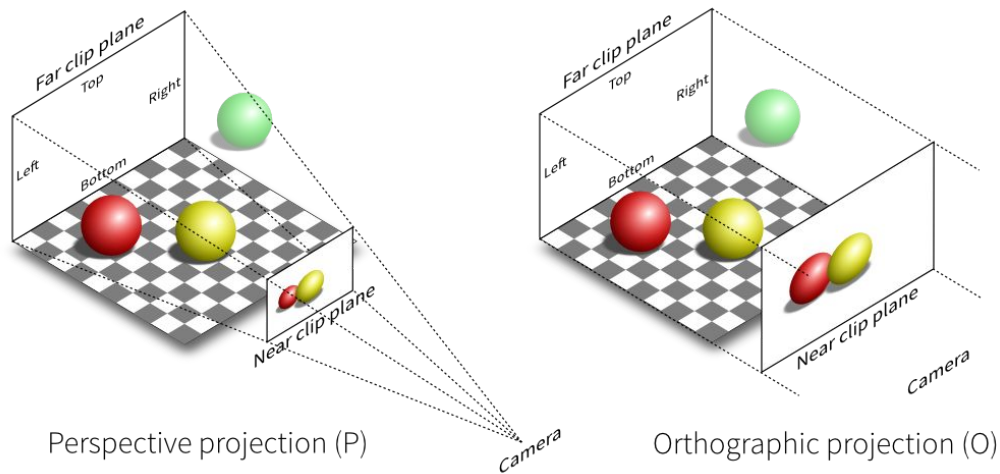 Far clip plane
Top
Right
Left
Bottom
Near clip plane
Camera
Perspective projection (P)
Far clip plane
Top
Right
Left
Bottom
Near clip plane
Camera
Orthographic projection (O)